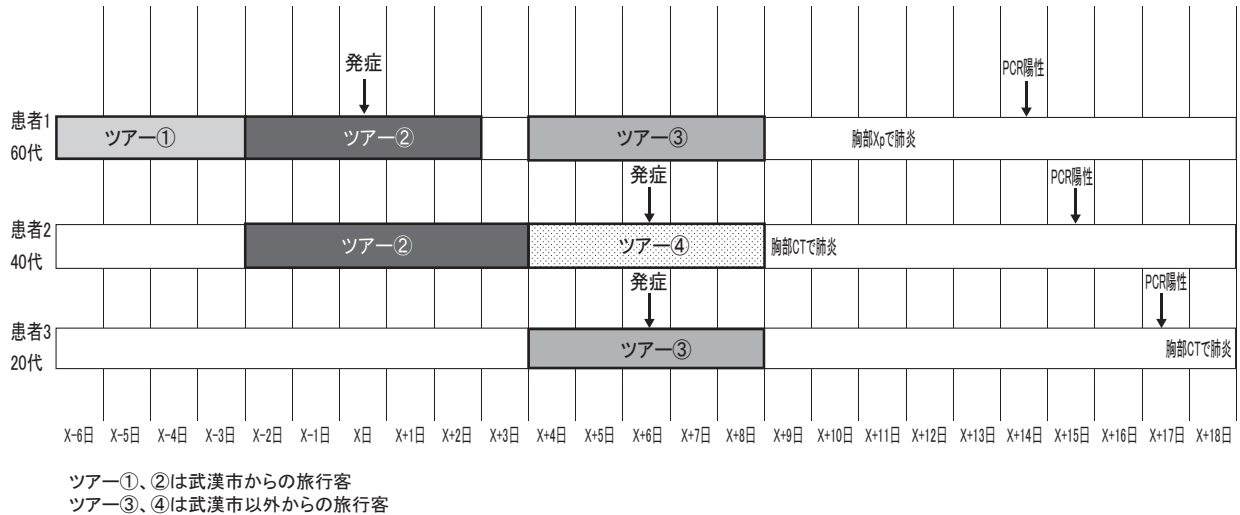 発症
PCR陽性
患者1
60代
ツアー①
ツアー②
ツアー③
胸部Xpで肺炎
発症
PCR陽性
患者2
40代
ツアー②
ツアー④
胸部CTで肺炎
発症
PCR陽性
患者3
20代
ツアー③
胸部CTで肺炎
X-6日 X-5日 X-4日 X-3日 X-2日 X-1日 X日 X+1日 X+2日 X+3日 X+4日 X+5日 X+6日 X+7日 X+8日 X+9日 X+10日 X+11日 X+12日 X+13日 X+14日 X+15日 X+16日 X+17日 X+18日
ツアー①、②は武漢市からの旅行客
ツアー③、④は武漢市以外からの旅行客